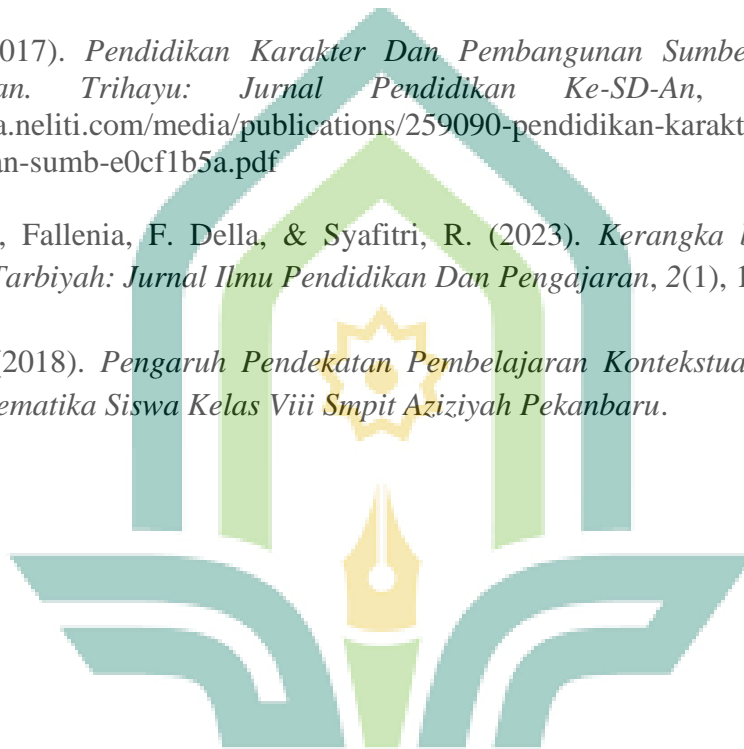 017). Pendidikan Karakter Dan Pembangunan Sumbe
an. Trihayu: Jurnal Pendidikan Ke-SD-An,
a.neliti.com/media/publications/259090-pendidikan-karakt
an-sumb-e0cf1b5a.pdf
, Fallenia, F. Della, & Syafitri, R. (2023). Kerangka b
Tarbiyah: Jurnal Ilmu Pendidikan Dan Pengajaran, 2(1), 1
(2018). Pengaruh Pendekatan Pembelajaran Kontekstua
ematika Siswa Kelas Viii Smpit Aziziyah Pekanbaru.